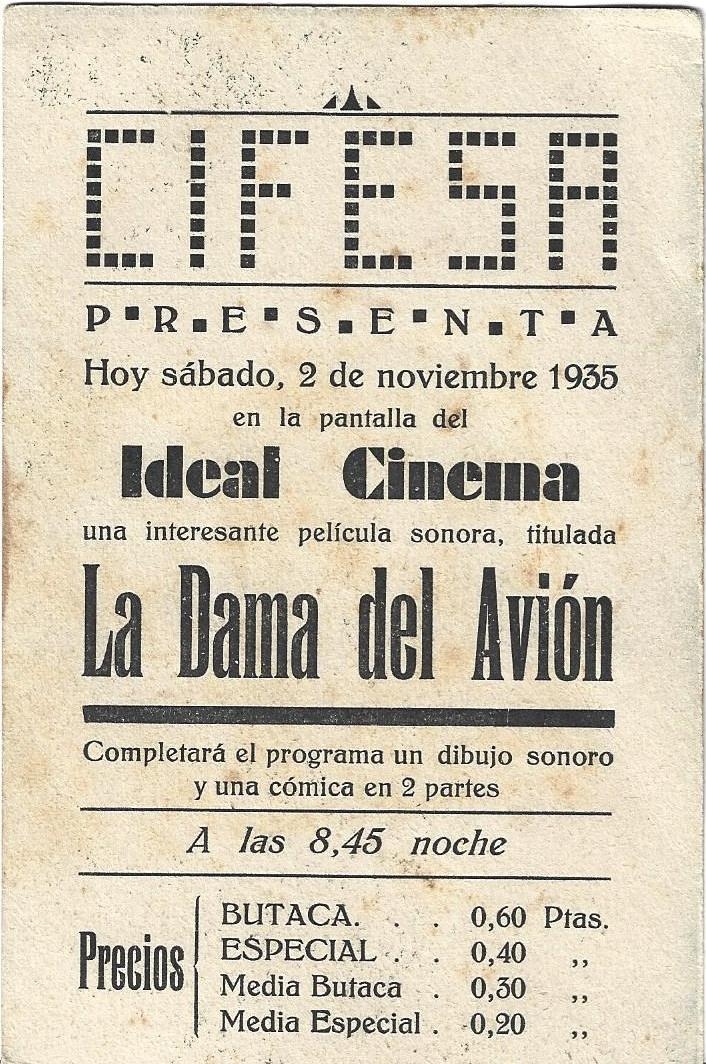 CIFESA
P.R.E.S.E.N.T.A
Hoy sábado, 2 de noviembre 1935
en la pantalla del
Ideal Cinema
una interesante película sonora, titulada
La Dama del Avión
Completará el programa un dibujo sonoro
y una cómica en 2 partes
A las 8,45 noche
Precios
BUTACA. . . 0,60 Ptas.
ESPECIAL . . 0,40 ,,
Media Butaca . 0,30 ,,
Media Especial . 0,20 ,,